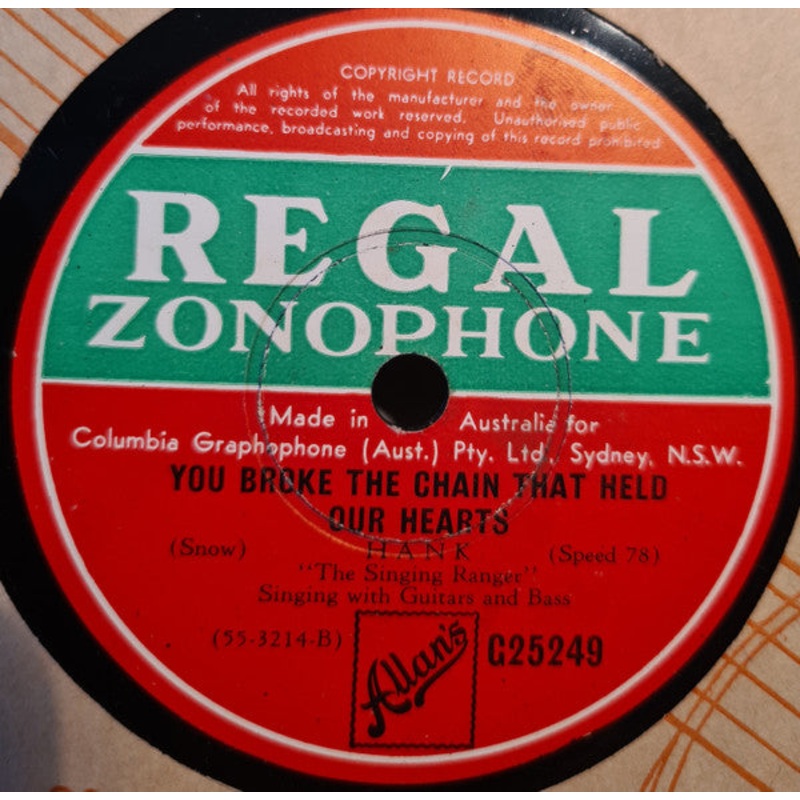 COPYRIGHT RECORD
All rights of the manufacturer and the owner
of the recorded work reserved. Unauthorised public
performance, broadcasting and copying of this record prohibited
REGAL
ZONOPHONE
Made in Australia for
Columbia Graphophone (Aust.) Pty. Ltd. Sydney, N.S.W.
YOU BROKE THE CHAIN THAT HELD
OUR HEARTS
(Snow) HANK (Speed 78)
"The Singing Ranger"
Singing with Guitars and Bass
(55-3214-B) Allan's G25249